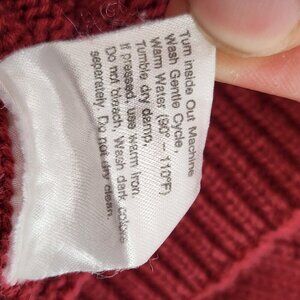 Turn inside Out Machine
Wash Gentle Cycle,
Warm Water (90° – 110°F)
Tumble dry damp,
If pressed, use warm iron.
Do not bleach, Wash dark colors
separately. Do not dry clean.